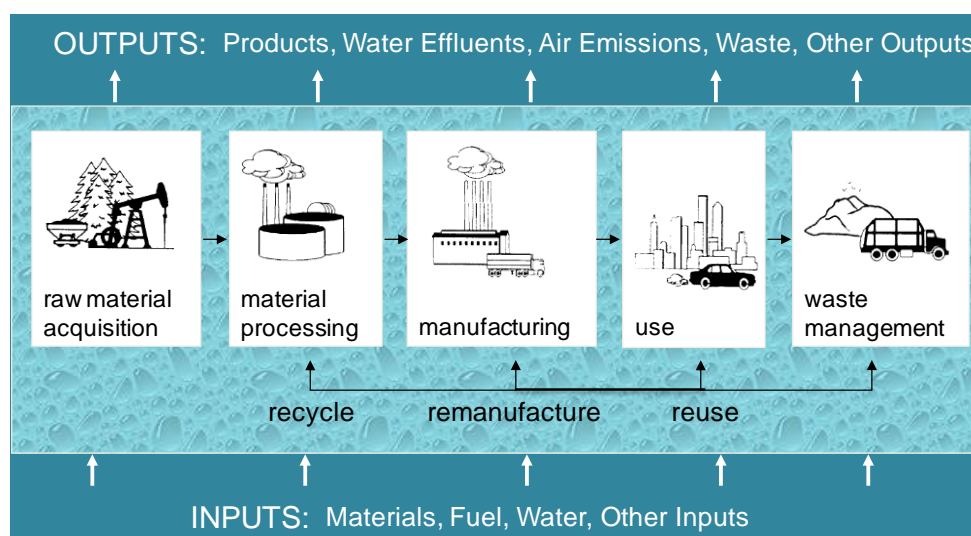 OUTPUTS: Products, Water Effluents, Air Emissions, Waste, Other Outputs
raw material
acquisition
material
processing
manufacturing
use
waste
management
recycle
remanufacture
reuse
INPUTS: Materials, Fuel, Water, Other Inputs